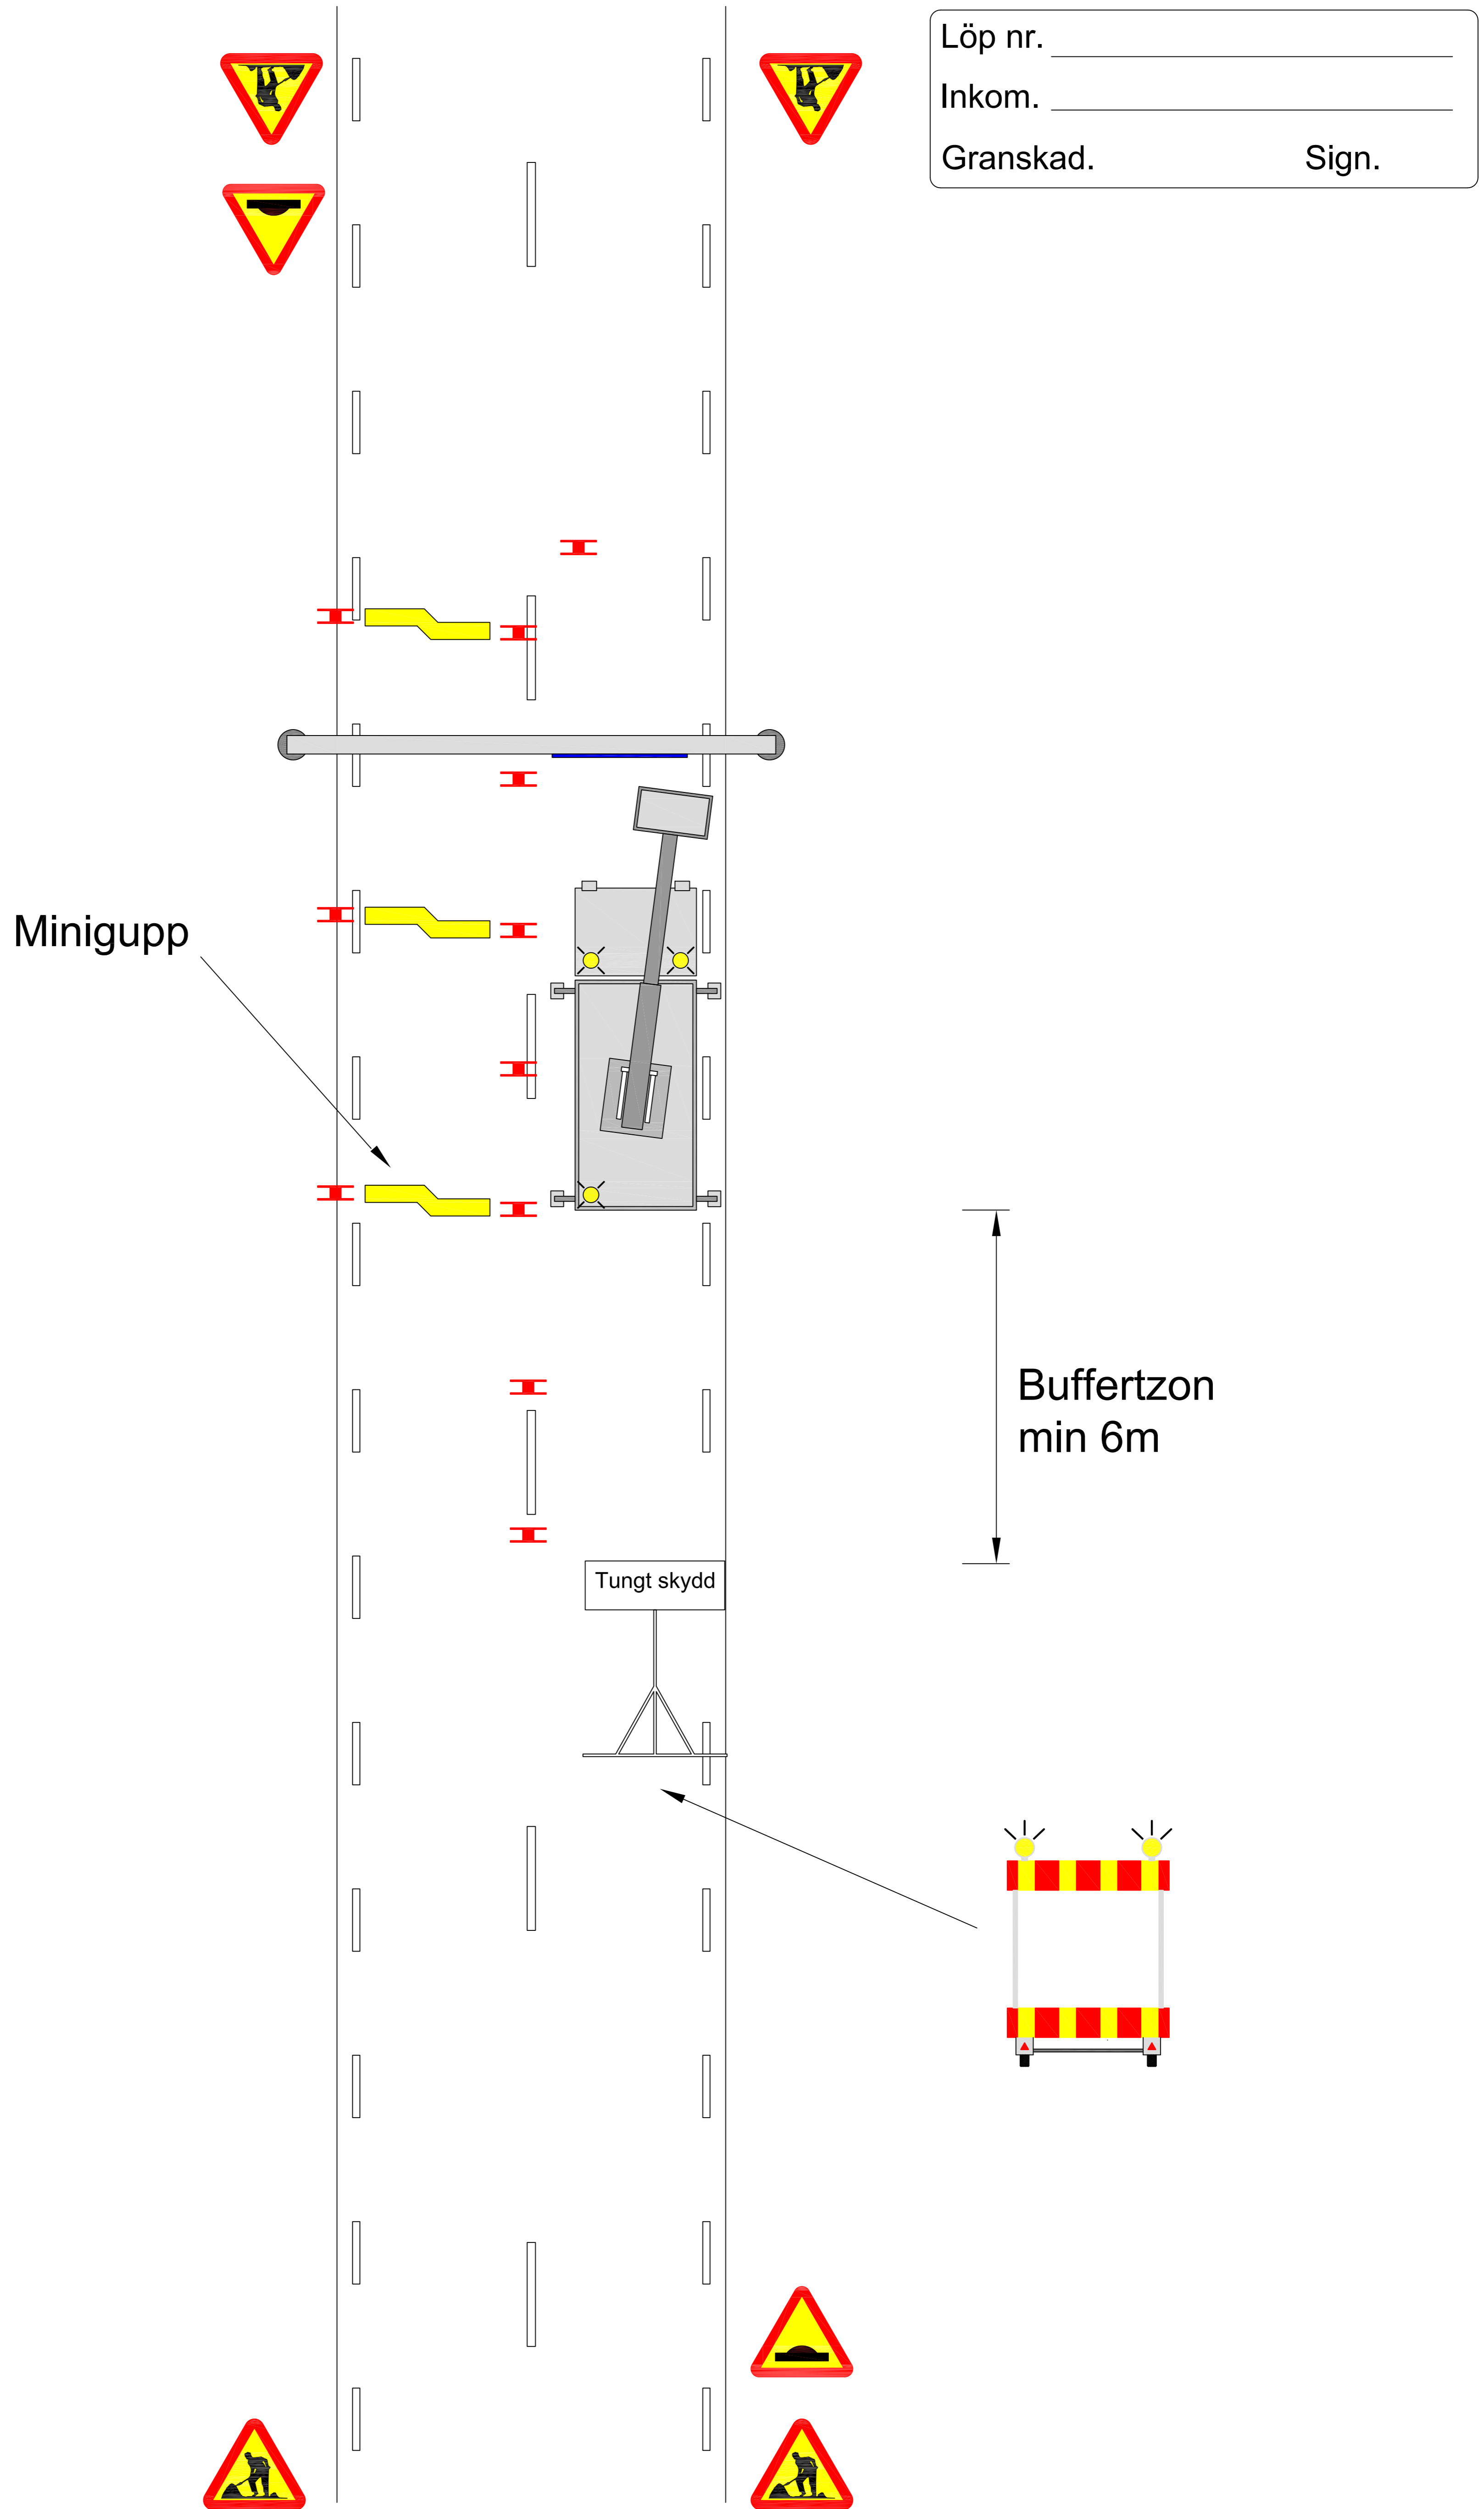 Löp nr.
Inkom.
Granskad. Sign.
Minigupp
Buffertzon
min 6m
Tungt skydd